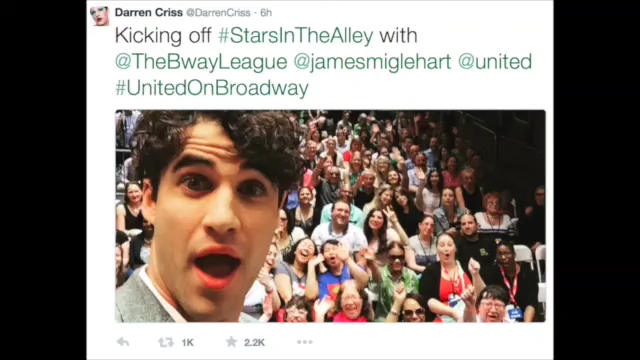 Darren Criss @DarrenCriss · 6h
Kicking off #StarsInTheAlley with
@TheBwayLeague @jamesmiglehart @united
#UnitedOnBroadway
1K 2.2K